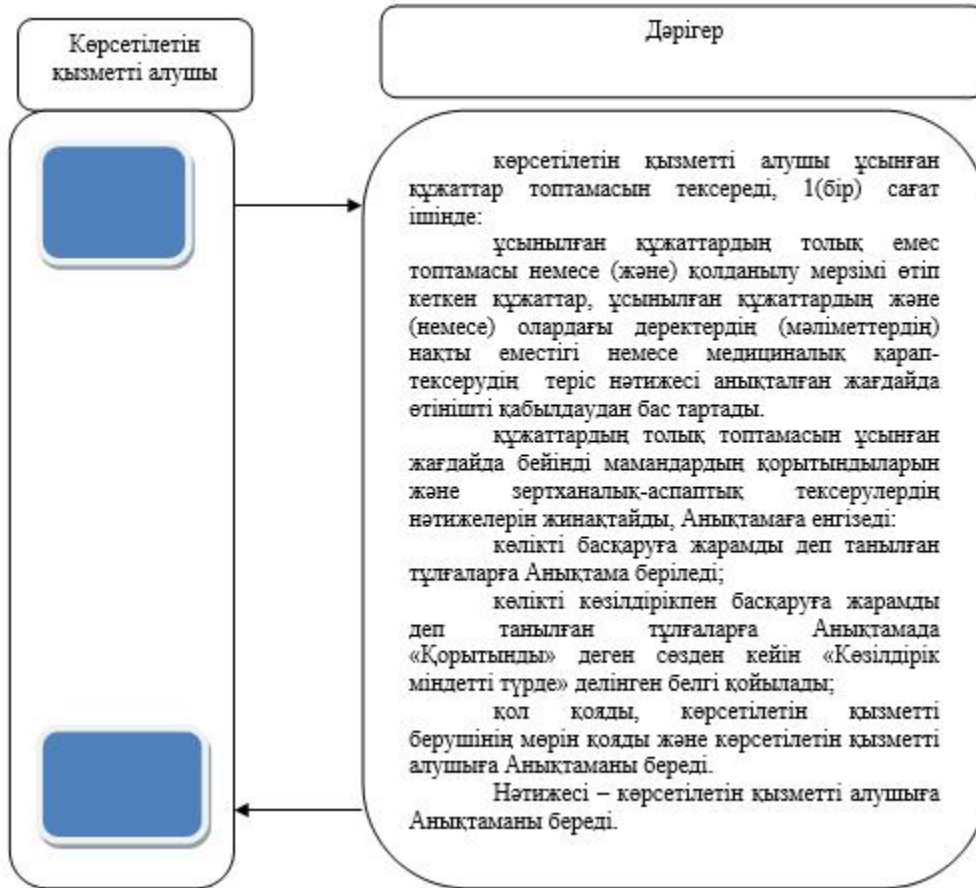 Көрсетілетін
қызметті алушы
Дәрігер
көрсетілетін қызметті алушы ұсынған
құжаттар топтамасын тексереді, 1(бір) сағат
ішінде:
ұсынылған құжаттардың толық емес
топтамасы немесе (және) қолданылу мерзімі өтіп
кеткен құжаттар, ұсынылған құжаттардың және
(немесе) олардағы деректердің (мәліметтердің)
нақты еместігі немесе медициналық қарап-
тексерудің теріс нәтижесі анықталған жағдайда
өтінішті қабылдаудан бас тартады.
құжаттардың толық топтамасын ұсынған
жағдайда бейінді мамандардың қорытындыларын
және зертханалық-аспаптық тексерулердің
нәтижелерін жинақтайды, Анықтамаға енгізеді:
көлікті басқаруға жарамды деп танылған
тұлғаларға Анықтама беріледі;
көлікті көзілдірікпен басқаруға жарамды
деп танылған тұлғаларға Анықтамада
«Қорытынды» деген сөзден кейін «Көзілдірік
міндетті түрде» делінген белгі қойылады;
қол қояды, көрсетілетін қызметті
берушінің мөрін қояды және көрсетілетін қызметті
алушыға Анықтаманы береді.
Нәтижесі – көрсетілетін қызметті алушыға
Анықтаманы береді.